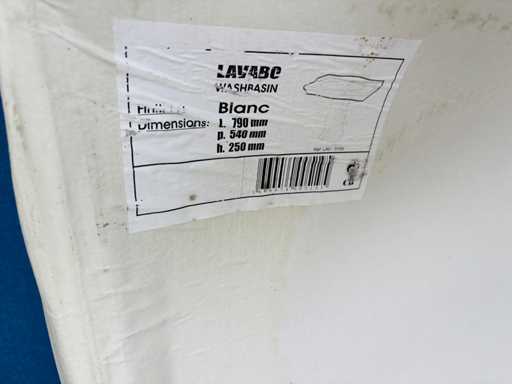 LAVABO
WASHBASIN
Blanc
Dimensions:
L. 790 mm
p. 540 mm
h. 250 mm